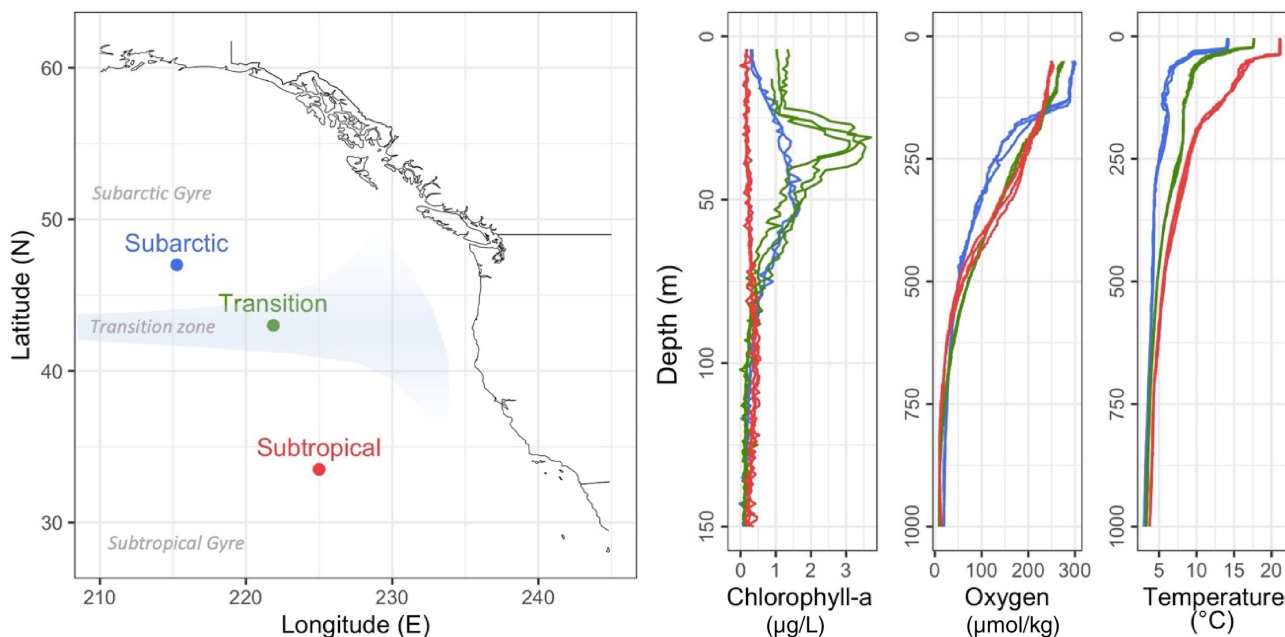 Latitude (N)
60
50
40
30
Subarctic Gyre
Subarctic
Transition
Transition zone
Subtropical
Subtropical Gyre
210
220
230
240
Longitude (E)
Depth (m)
0
50
100
150
0
1
2
3
Chlorophyll-a
(µg/L)
0
250
500
750
1000
0
100
200
300
Oxygen
(µmol/kg)
0
250
500
750
1000
5
10
15
20
Temperature
(°C)